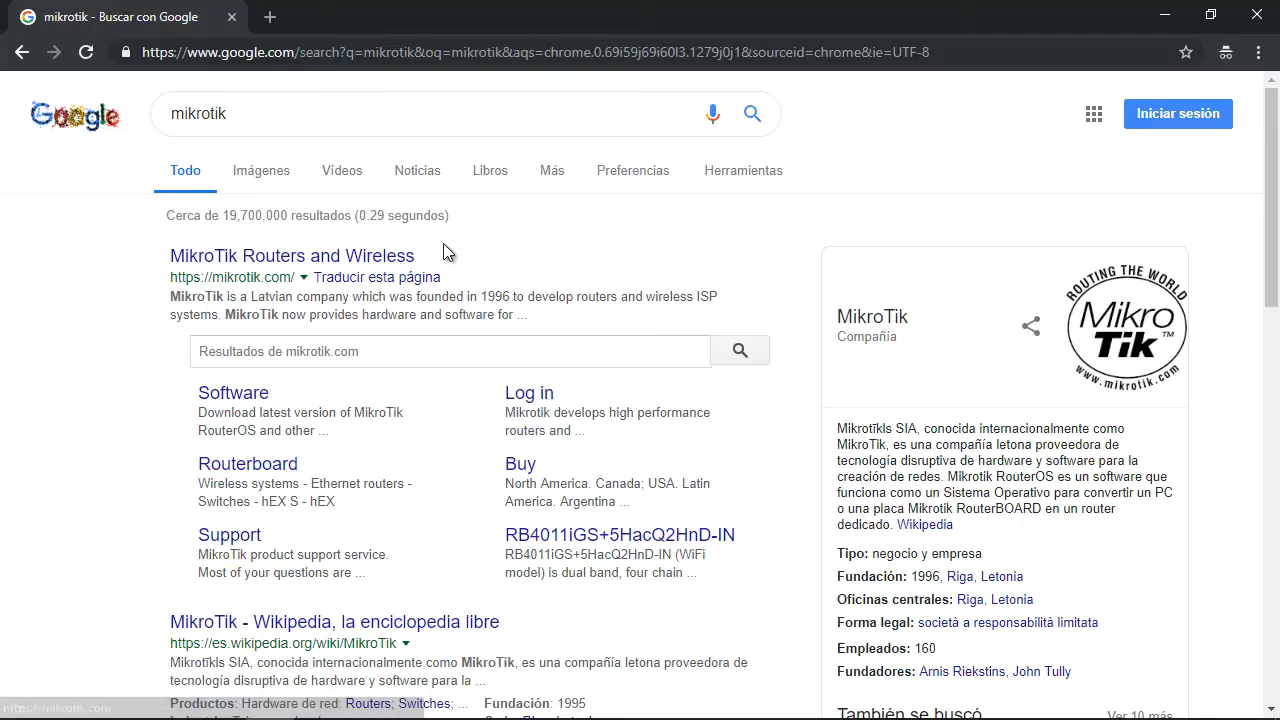 mikrotik - Buscar con Google
https://www.google.com/search?q=mikrotik&oq=mikrotik&aqs=chrome.0.69i59j69i60l3.1279j0j1&sourceid=chrome&ie=UTF-8
Google
mikrotik
Iniciar sesión
Todo Imágenes Vídeos Noticias Libros Más Preferencias Herramientas
Cerca de 19,700,000 resultados (0.29 segundos)
MikroTik Routers and Wireless
https://mikrotik.com/ Traducir esta página
MikroTik is a Latvian company which was founded in 1996 to develop routers and wireless ISP
systems. MikroTik now provides hardware and software for ...
Resultados de mikrotik.com
Software
Download latest version of MikroTik
RouterOS and other ...
Log in
Mikrotik develops high performance
routers and ...
Routerboard
Wireless systems - Ethernet routers -
Switches - hEX S - hEX
Buy
North America. Canada; USA. Latin
America. Argentina ...
Support
MikroTik product support service.
Most of your questions are ...
RB4011iGS+5HacQ2HnD-IN
RB4011iGS+5HacQ2HnD-IN (WiFi
model) is dual band, four chain ...
MikroTik - Wikipedia, la enciclopedia libre
https://es.wikipedia.org/wiki/MikroTik
Mikrotīkls SIA, conocida internacionalmente como MikroTik, es una compañía letona proveedora de
tecnología disruptiva de hardware y software para la ...
Productos: Hardware de red: Routers; Switches; ... Fundación: 1995
https://mikrotik.com
MikroTik
Compañía
ROUTING THE WORLD
Mikro
Tik™
www.mikrotik.com
Mikrotīkls SIA, conocida internacionalmente como
MikroTik, es una compañía letona proveedora de
tecnología disruptiva de hardware y software para la
creación de redes. Mikrotik RouterOS es un software que
funciona como un Sistema Operativo para convertir un PC
o una placa Mikrotik RouterBOARD en un router
dedicado. Wikipedia
Tipo: negocio y empresa
Fundación: 1996, Riga, Letonia
Oficinas centrales: Riga, Letonia
Forma legal: società a responsabilità limitata
Empleados: 160
Fundadores: Arnis Riekstins, John Tully
También se buscó
Ver 10 más